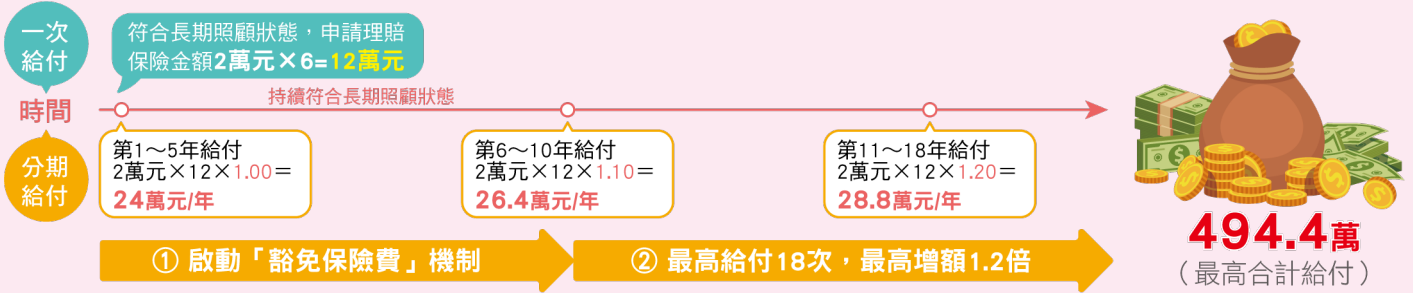 一次
給付
符合長期照顧狀態，申請理賠
保險金額2萬元×6=12萬元
時間
持續符合長期照顧狀態
分期
給付
第1～5年給付
2萬元×12×1.00＝
24萬元/年
第6～10年給付
2萬元×12×1.10＝
26.4萬元/年
第11～18年給付
2萬元×12×1.20＝
28.8萬元/年
① 啟動「豁免保險費」機制
② 最高給付18次，最高增額1.2倍
494.4萬
（最高合計給付）